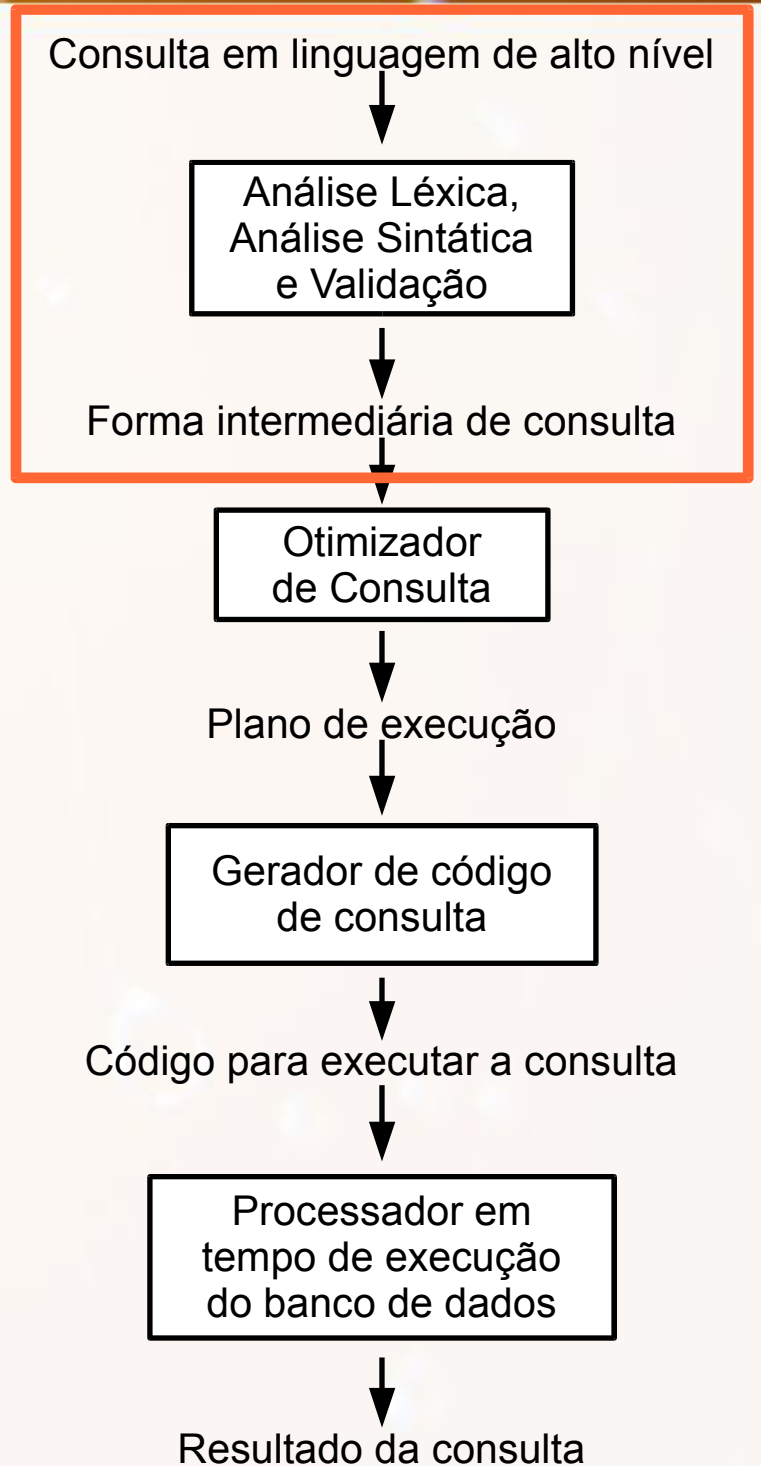 Consulta em linguagem de alto nível
Análise Léxica,
Análise Sintática
e Validação
Forma intermediária de consulta
Otimizador
de Consulta
Plano de execução
Gerador de código
de consulta
Código para executar a consulta
Processador em
tempo de execução
do banco de dados
Resultado da consulta